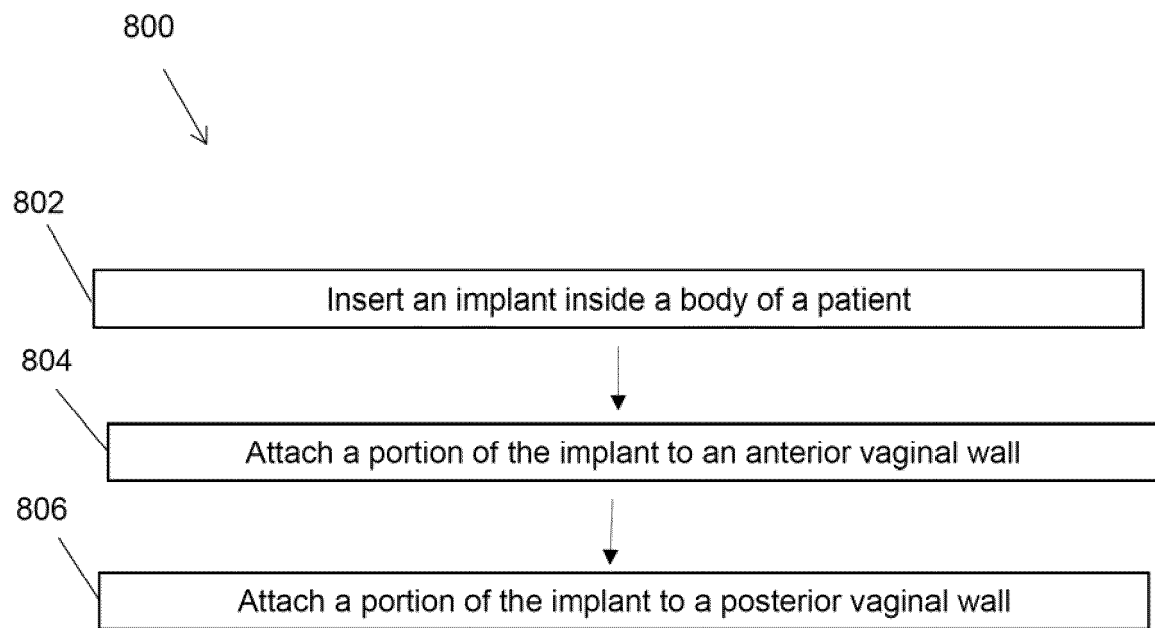 800
802
Insert an implant inside a body of a patient
804
Attach a portion of the implant to an anterior vaginal wall
806
Attach a portion of the implant to a posterior vaginal wall